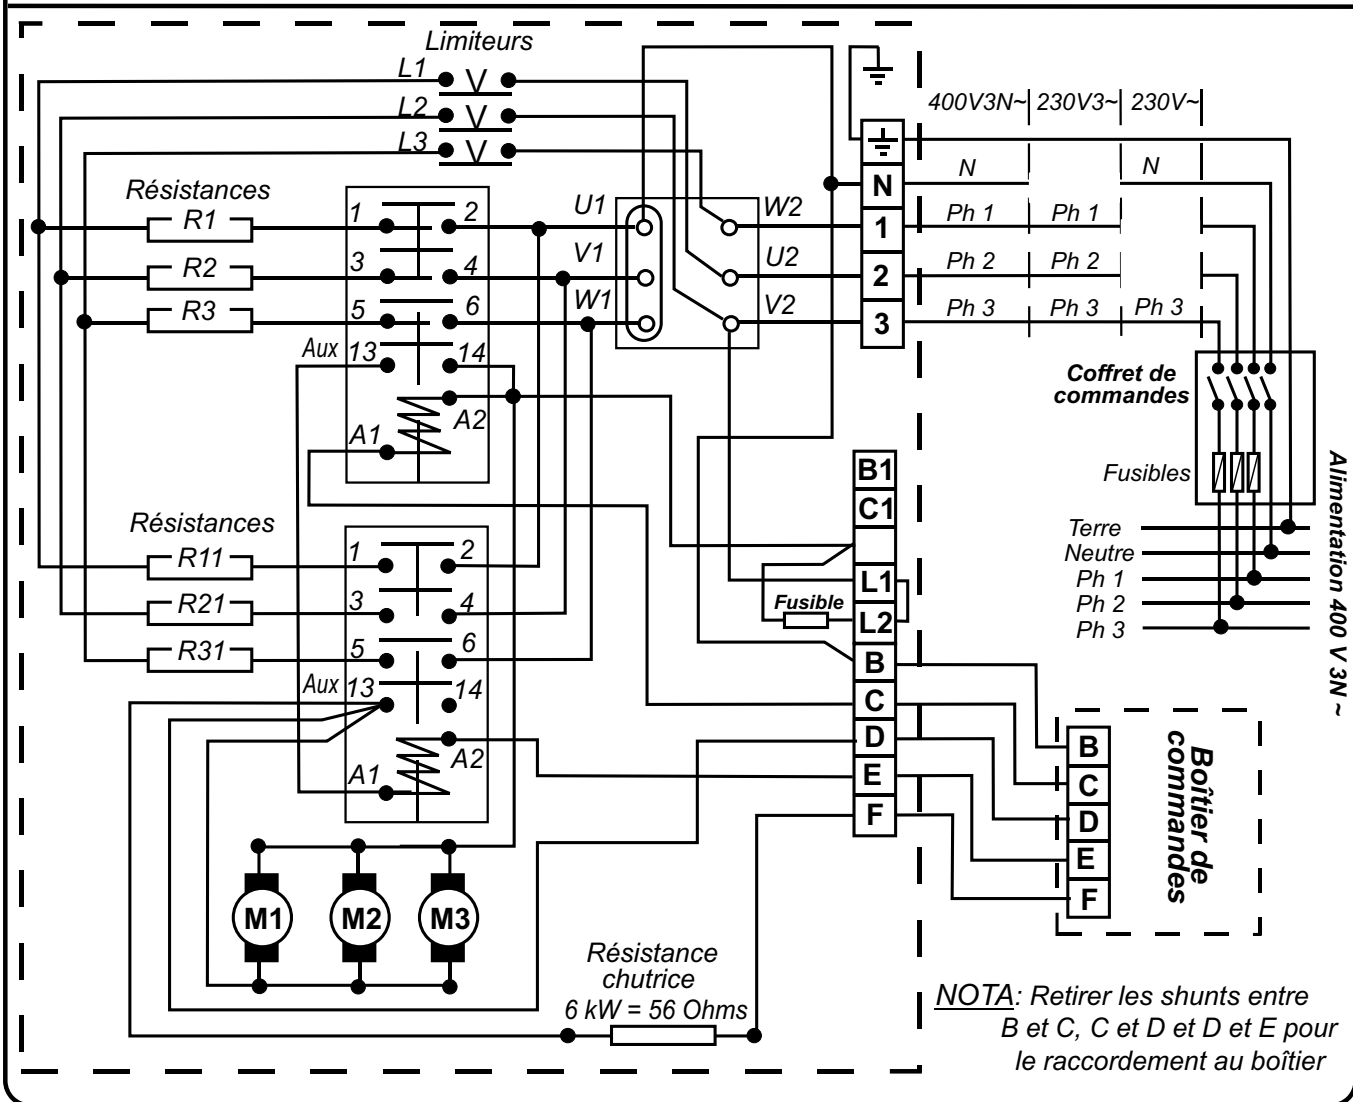 Limiteurs
L1 V
L2 V
L3 V
400V3N~ 230V3~ 230V~
N N
N
Résistances
R1 1 2 U1 W2 1 Ph 1 Ph 1
R2 3 4 V1 U2 2 Ph 2 Ph 2
R3 5 6 W1 V2 3 Ph 3 Ph 3 Ph 3
Aux 13 14
A1 A2
Coffret de
commandes
Fusibles
Terre
Neutre
Ph 1
Ph 2
Ph 3
Alimentation 400 V 3N ~
Résistances
R11 1 2
R21 3 4
R31 5 6
Aux 13 14
A1 A2
B1
C1
L1
Fusible L2
B
C
D
E
F
B
C
D
E
F
Boîtier de
commandes
M1 M2 M3
Résistance
chutrice
6 kW = 56 Ohms
NOTA: Retirer les shunts entre
B et C, C et D et D et E pour
le raccordement au boîtier